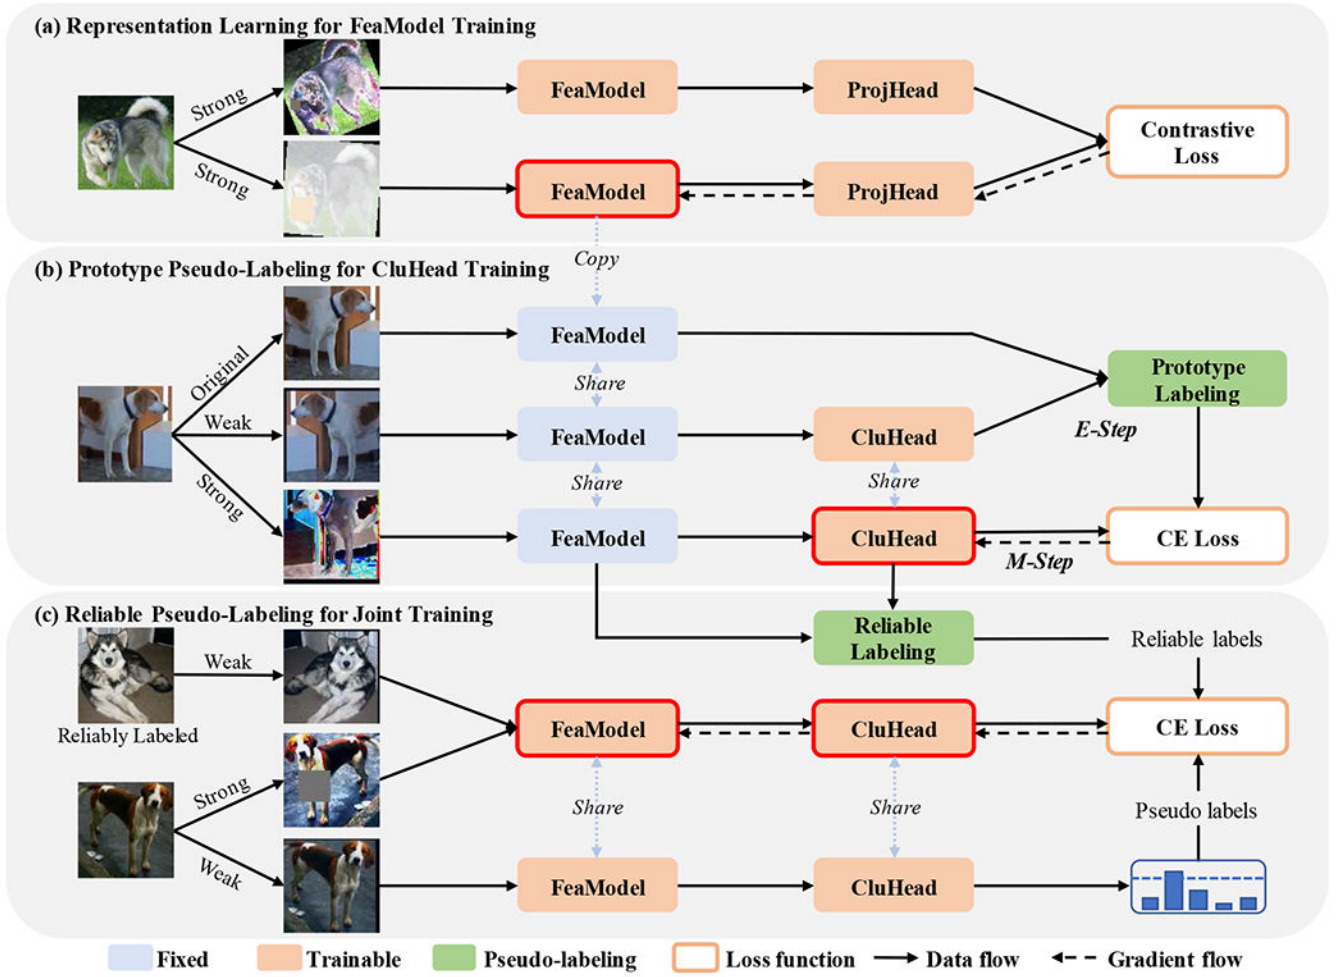 (a) Representation Learning for FeaModel Training
Strong
Strong
FeaModel
ProjHead
FeaModel
ProjHead
Contrastive
Loss
Copy
(b) Prototype Pseudo-Labeling for CluHead Training
Original
Weak
Strong
FeaModel
Share
FeaModel
CluHead
Share
Share
FeaModel
CluHead
Prototype
Labeling
E-Step
M-Step
CE Loss
(c) Reliable Pseudo-Labeling for Joint Training
Reliable
Labeling
Reliable labels
Weak
Reliably Labeled
FeaModel
CluHead
CE Loss
Strong
Weak
Share
Share
Pseudo labels
FeaModel
CluHead
Fixed
Trainable
Pseudo-labeling
Loss function
Data flow
Gradient flow